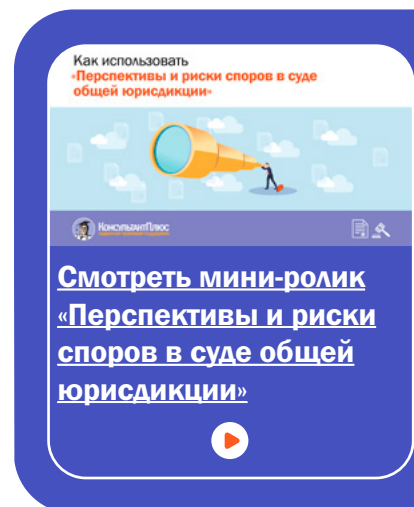 Как использовать
«Перспективы и риски споров в суде
общей юрисдикции»
КонсультантПлюс
Смотреть мини-ролик
«Перспективы и риски
споров в суде общей
юрисдикции»